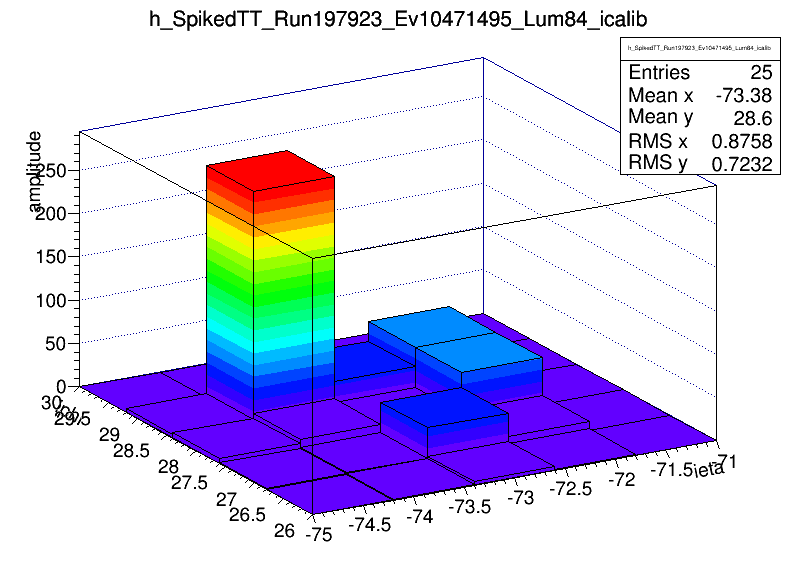 h_SpikedTT_Run197923_Ev10471495_Lum84_icalib
h_SpikedTT_Run197923_Ev10471495_Lum84_icalib
Entries 25
Mean x -73.38
Mean y 28.6
RMS x 0.8758
RMS y 0.7232
amplitude
250
200
150
100
50
0
30
29.5
29
28.5
28
27.5
27
26.5
26
-75
-74.5
-74
-73.5
-73
-72.5
-72
-71.5
-71
ieta